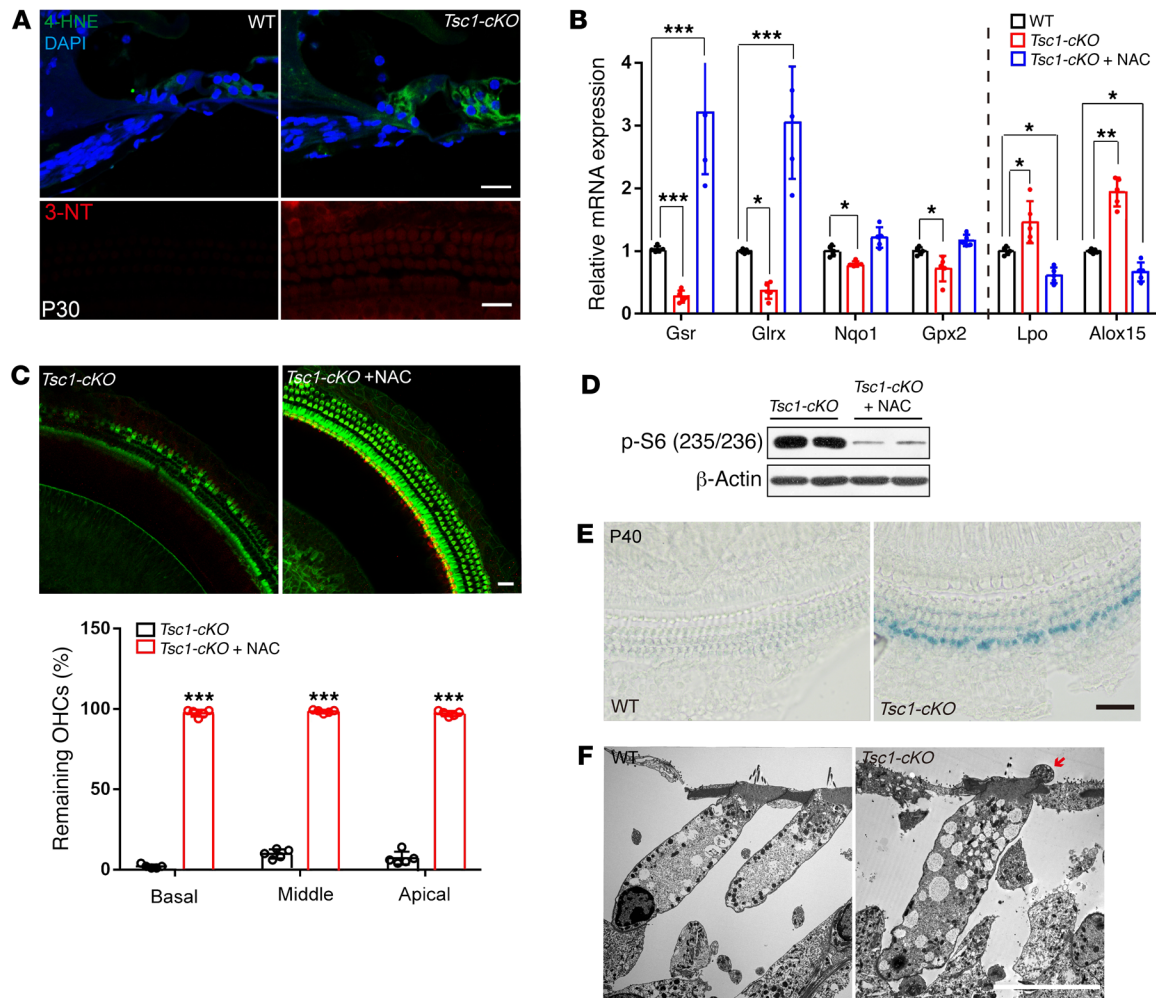 A
4-HNE
DAPI
WT
Tsc1-cKO
3-NT
P30
B
WT
Tsc1-cKO
Tsc1-cKO + NAC
Relative mRNA expression
4
3
2
1
0
***
***
*
***
*
*
*
*
*
**
*
Gsr
Glrx
Nqo1
Gpx2
Lpo
Alox15
C
Tsc1-cKO
Tsc1-cKO +NAC
Tsc1-cKO
Tsc1-cKO + NAC
Remaining OHCs (%)
150
100
50
0
***
***
***
Basal
Middle
Apical
D
Tsc1-cKO
Tsc1-cKO
+ NAC
p-S6 (235/236)
β-Actin
E
P40
WT
Tsc1-cKO
F
WT
Tsc1-cKO